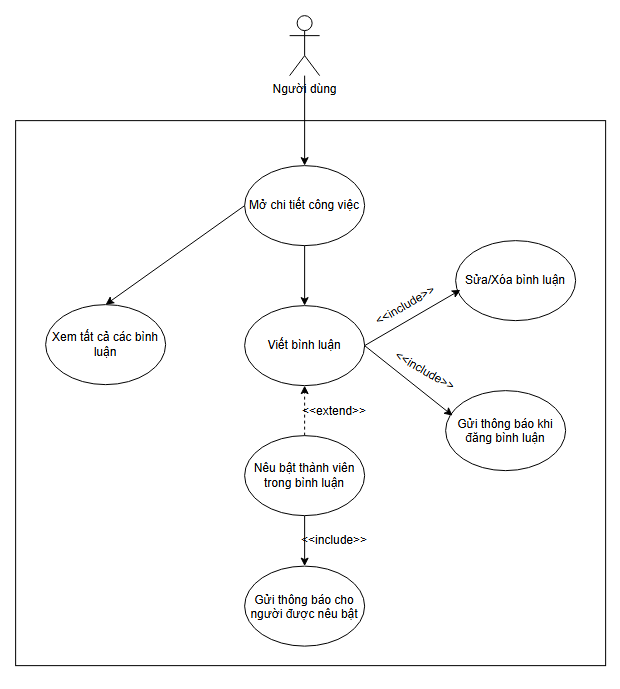 Người dùng
Mở chi tiết công việc
Sửa/Xóa bình luận
<<include>>
Xem tất cả các bình
luận
Viết bình luận
<<include>>
<<extend>>
Gửi thông báo khi
đăng bình luận
Nêu bật thành viên
trong bình luận
<<include>>
Gửi thông báo cho
người được nêu bật